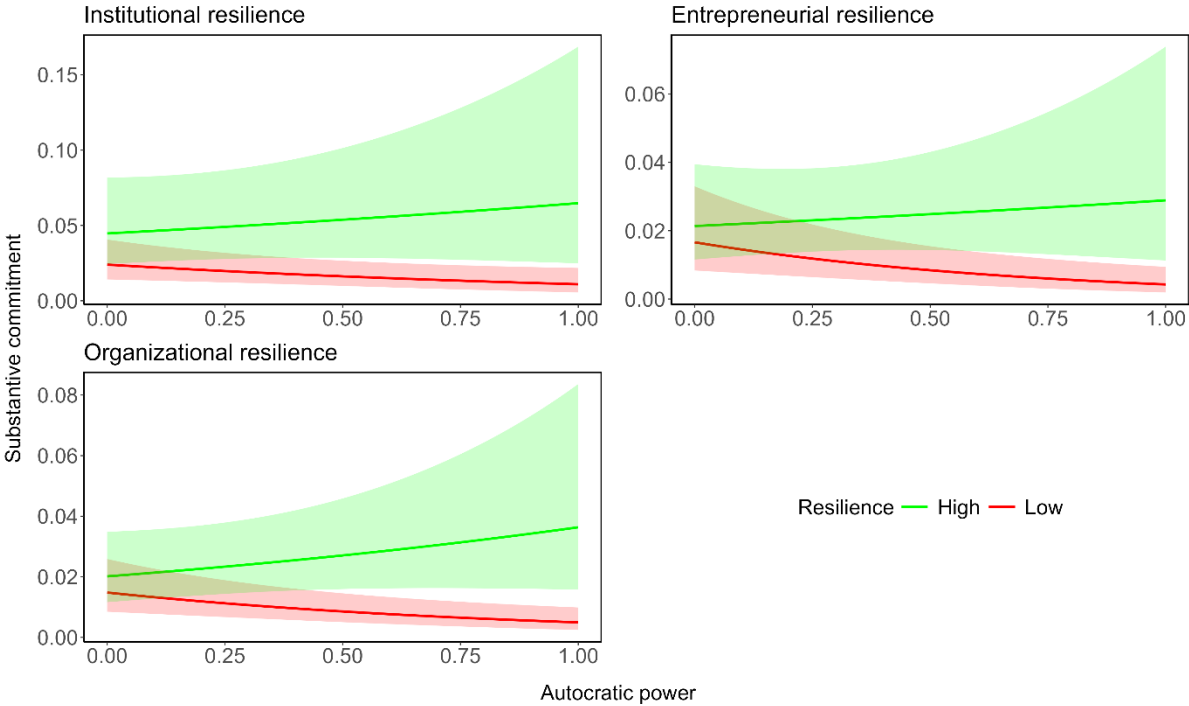 Institutional resilience
Entrepreneurial resilience
0.15
0.10
0.05
0.00
0.00 0.25 0.50 0.75 1.00
0.06
0.04
0.02
0.00
0.00 0.25 0.50 0.75 1.00
Substantive commitment
Organizational resilience
0.08
0.06
0.04
0.02
0.00
0.00 0.25 0.50 0.75 1.00
Resilience High Low
Autocratic power